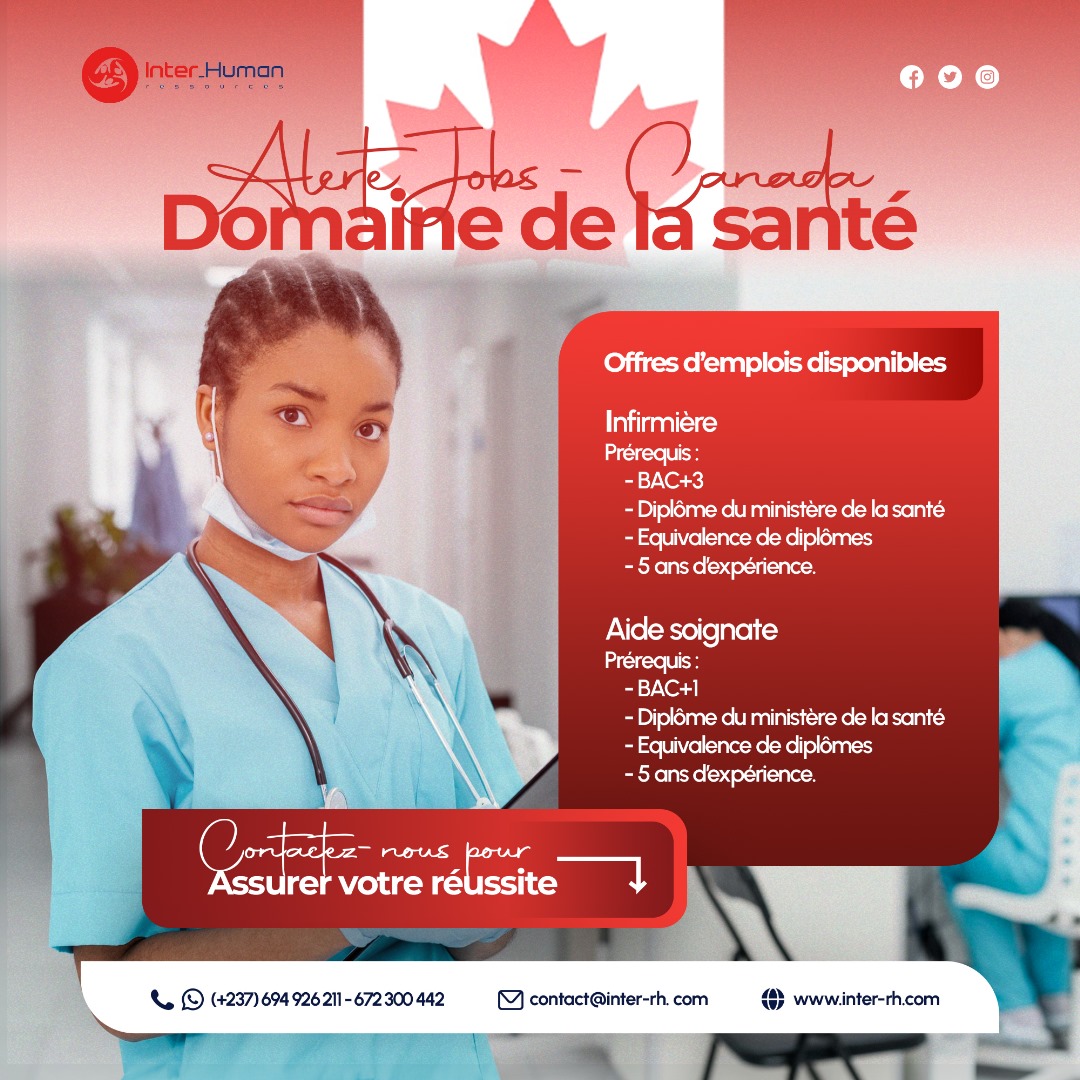 Inter_Human
ressources
Alerte Jobs - Canada
Domaine de la santé
Offres d'emplois disponibles
Infirmière
Prérequis :
- BAC+3
- Diplôme du ministère de la santé
- Equivalence de diplômes
- 5 ans d'expérience.
Aide soignate
Prérequis :
- BAC+1
- Diplôme du ministère de la santé
- Equivalence de diplômes
- 5 ans d'expérience.
Contactez-nous pour
Assurer votre réussite
(+237) 694 926 211 - 672 300 442
contact@inter-rh. com
www.inter-rh.com